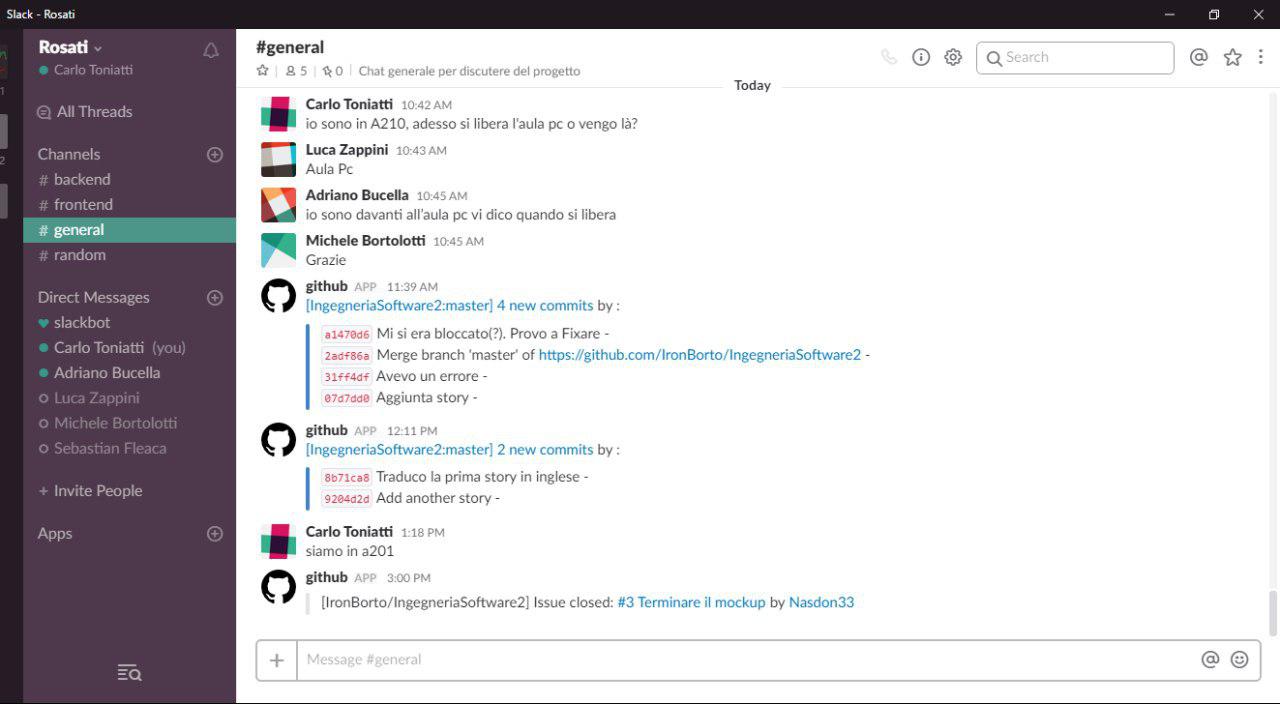 Slack - Rosati
Rosati
Carlo Toniatti
All Threads
Channels
# backend
# frontend
# general
# random
Direct Messages
slackbot
Carlo Toniatti (you)
Adriano Bucella
Luca Zappini
Michele Bortolotti
Sebastian Fleaca
+ Invite People
Apps
#general
5 | 0 | Chat generale per discutere del progetto
Search
Today
Carlo Toniatti 10:42 AM
io sono in A210, adesso si libera l'aula pc o vengo là?
Luca Zappini 10:43 AM
Aula Pc
Adriano Bucella 10:45 AM
io sono davanti all'aula pc vi dico quando si libera
Michele Bortolotti 10:45 AM
Grazie
github APP 11:39 AM
[IngegneriaSoftware2:master] 4 new commits by :
a1470d6 Mi si era bloccato(?). Provo a Fixare -
2adf86a Merge branch 'master' of https://github.com/IronBorto/IngegneriaSoftware2 -
31ff4df Avevo un errore -
07d7dd0 Aggiunta story -
github APP 12:11 PM
[IngegneriaSoftware2:master] 2 new commits by :
8b71ca8 Traduco la prima story in inglese -
9204d2d Add another story -
Carlo Toniatti 1:18 PM
siamo in a201
github APP 3:00 PM
[IronBorto/IngegneriaSoftware2] Issue closed: #3 Terminare il mockup by Nasdon33
Message #general
1
2